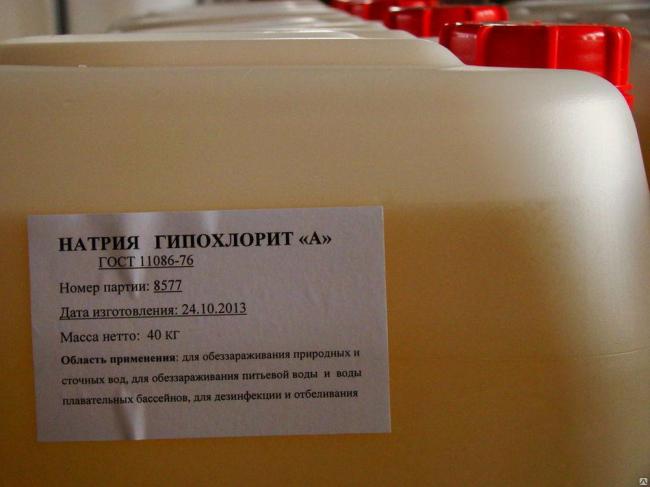 НАТРИЯ ГИПОХЛОРИТ «А»
ГОСТ 11086-76
Номер партии: 8577
Дата изготовления: 24.10.2013
Масса нетто: 40 КГ
Область применения: для обеззараживания природных и
сточных вод, для обеззараживания питьевой воды и воды
плавательных бассейнов, для дезинфекции и отбеливания